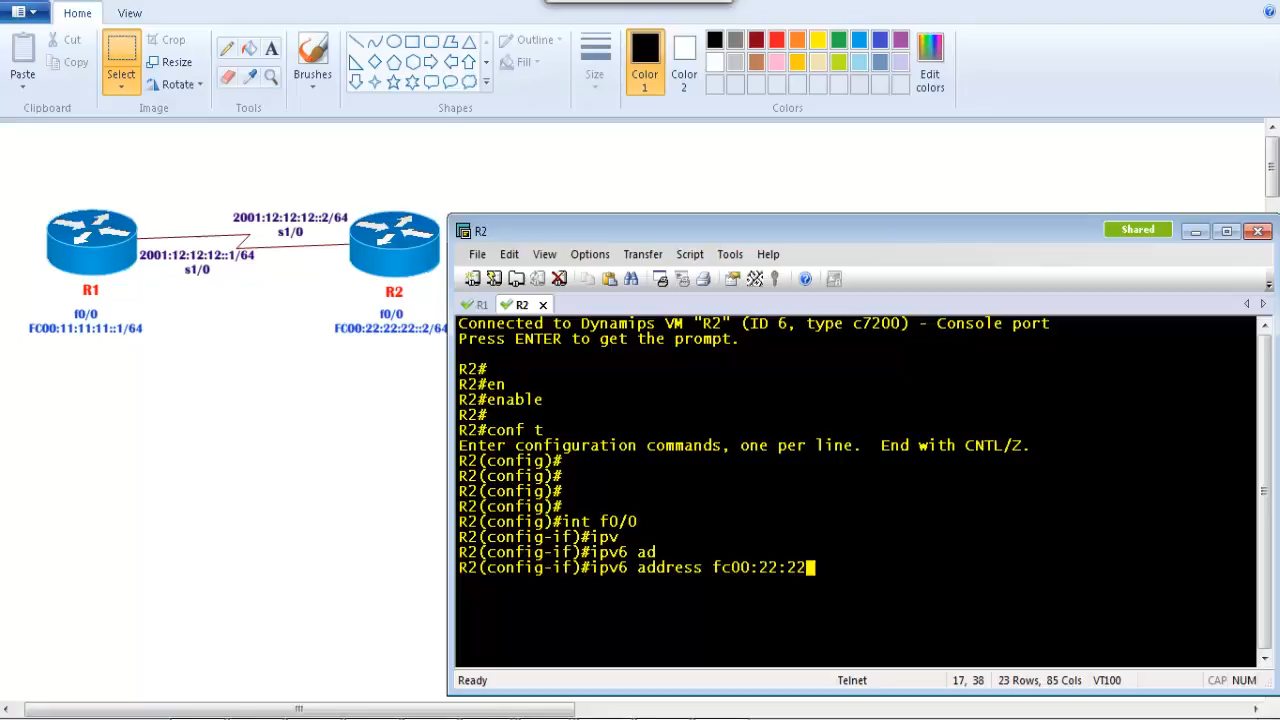 Home View
Paste
Cut
Copy
Clipboard
Select
Crop
Resize
Rotate
Image
A
Tools
Brushes
Outline
Fill
Shapes
Size
Color
1
Color
2
Edit
colors
Colors
2001:12:12:12::2/64
s1/0
2001:12:12:12::1/64
s1/0
R1
f0/0
FC00:11:11:11::1/64
R2
f0/0
FC00:22:22:22::2/64
R2
Shared
File Edit View Options Transfer Script Tools Help
R1 R2
Connected to Dynamips VM "R2" (ID 6, type c7200) - Console port
Press ENTER to get the prompt.
R2#
R2#en
R2#enable
R2#
R2#conf t
Enter configuration commands, one per line.  End with CNTL/Z.
R2(config)#
R2(config)#
R2(config)#
R2(config)#
R2(config)#int f0/0
R2(config-if)#ipv
R2(config-if)#ipv6 ad
R2(config-if)#ipv6 address fc00:22:22
Ready Telnet 17, 38 23 Rows, 85 Cols VT100 CAP NUM